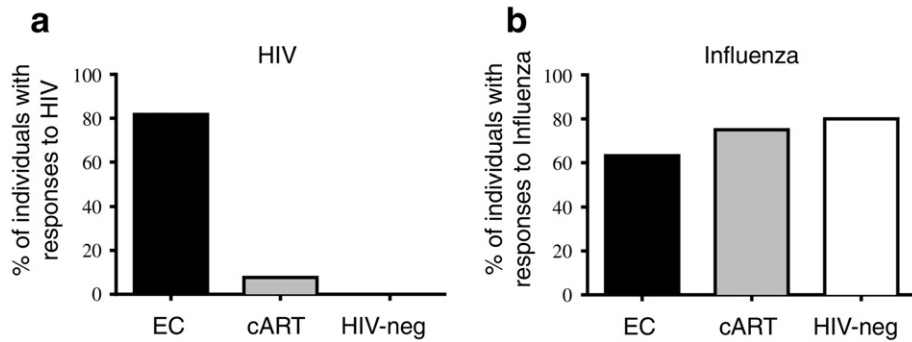 a
HIV
% of individuals with
responses to HIV
100
80
60
40
20
0
EC cART HIV-neg
b
Influenza
% of individuals with
responses to Influenza
100
80
60
40
20
0
EC cART HIV-neg